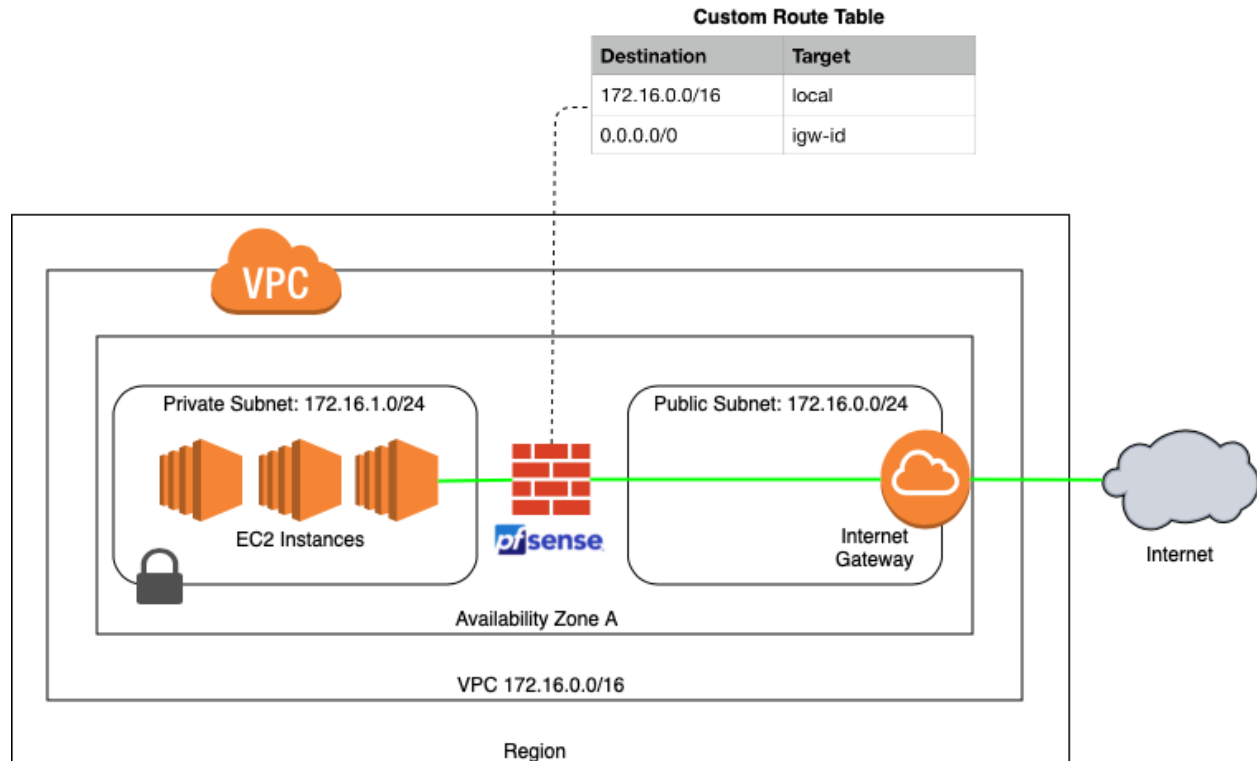 Custom Route Table
Destination Target
172.16.0.0/16 local
0.0.0.0/0 igw-id
VPC
Private Subnet: 172.16.1.0/24
Public Subnet: 172.16.0.0/24
EC2 Instances
pfsense
Internet
Gateway
Internet
Availability Zone A
VPC 172.16.0.0/16
Region